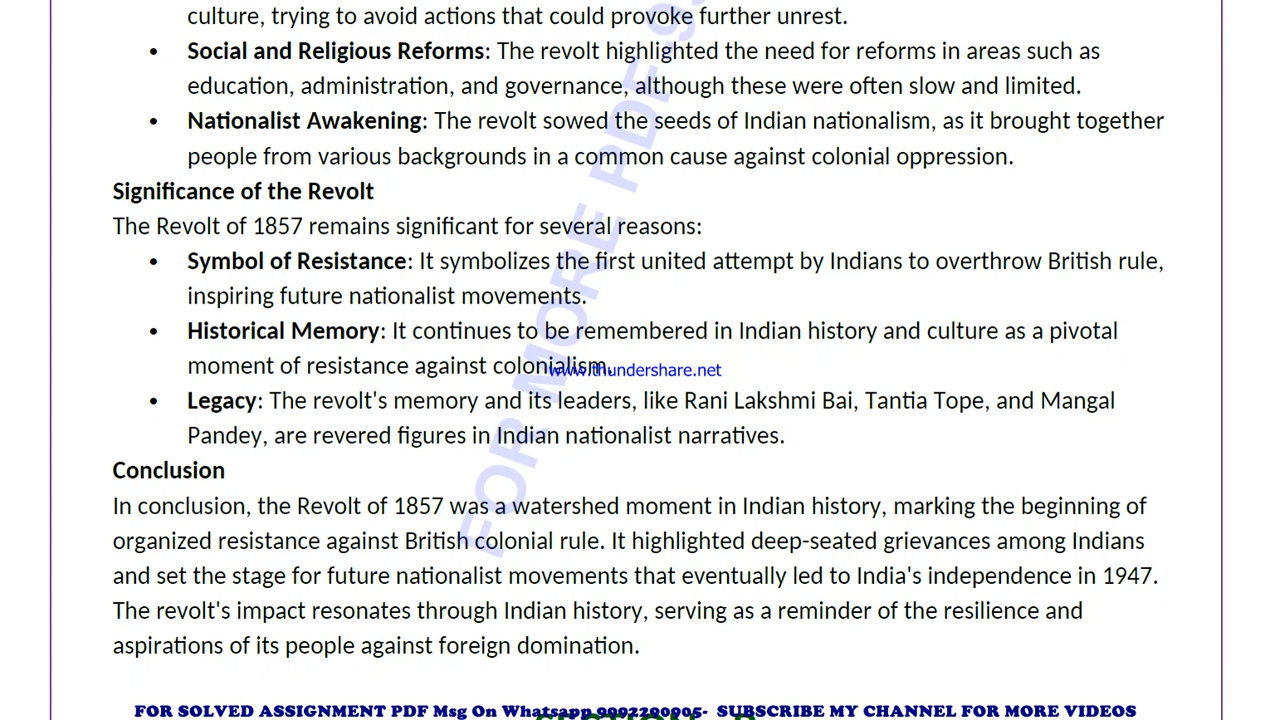 culture, trying to avoid actions that could provoke further unrest.
• Social and Religious Reforms: The revolt highlighted the need for reforms in areas such as
education, administration, and governance, although these were often slow and limited.
• Nationalist Awakening: The revolt sowed the seeds of Indian nationalism, as it brought together
people from various backgrounds in a common cause against colonial oppression.
Significance of the Revolt
The Revolt of 1857 remains significant for several reasons:
• Symbol of Resistance: It symbolizes the first united attempt by Indians to overthrow British rule,
inspiring future nationalist movements.
• Historical Memory: It continues to be remembered in Indian history and culture as a pivotal
moment of resistance against colonialism.
www.thundershare.net
• Legacy: The revolt's memory and its leaders, like Rani Lakshmi Bai, Tantia Tope, and Mangal
Pandey, are revered figures in Indian nationalist narratives.
Conclusion
In conclusion, the Revolt of 1857 was a watershed moment in Indian history, marking the beginning of
organized resistance against British colonial rule. It highlighted deep-seated grievances among Indians
and set the stage for future nationalist movements that eventually led to India's independence in 1947.
The revolt's impact resonates through Indian history, serving as a reminder of the resilience and
aspirations of its people against foreign domination.
FOR MORE PDF
FOR SOLVED ASSIGNMENT PDF Msg On Whatsapp 9992290905- SUBSCRIBE MY CHANNEL FOR MORE VIDEOS